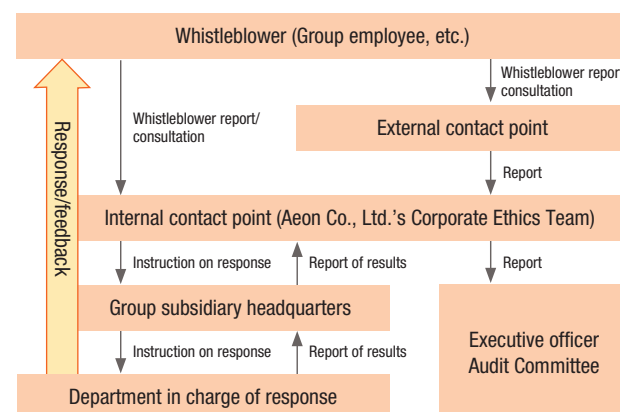 Whistleblower (Group employee, etc.)
Whistleblower repor
consultation
Whistleblower report/
consultation
External contact point
Response/feedback
Report
Internal contact point (Aeon Co., Ltd.'s Corporate Ethics Team)
Instruction on response
Report of results
Report
Group subsidiary headquarters
Executive officer
Audit Committee
Instruction on response
Report of results
Department in charge of response